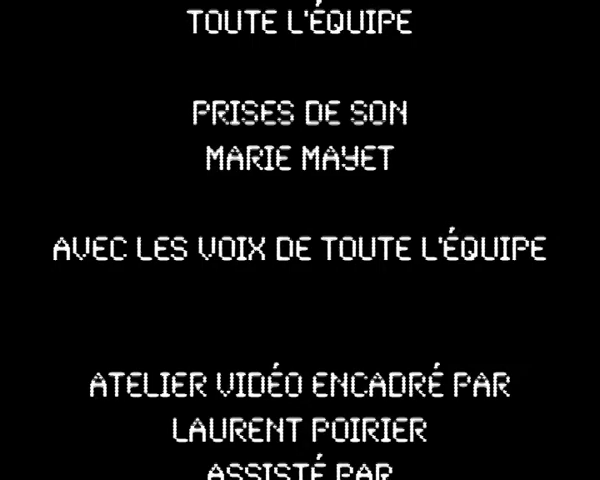 TOUTE L'ÉQUIPE
PRISES DE SON
MARIE MAYET
AVEC LES VOIX DE TOUTE L'ÉQUIPE
ATELIER VIDÉO ENCADRÉ PAR
LAURENT POIRIER
ASSISTÉ PAR